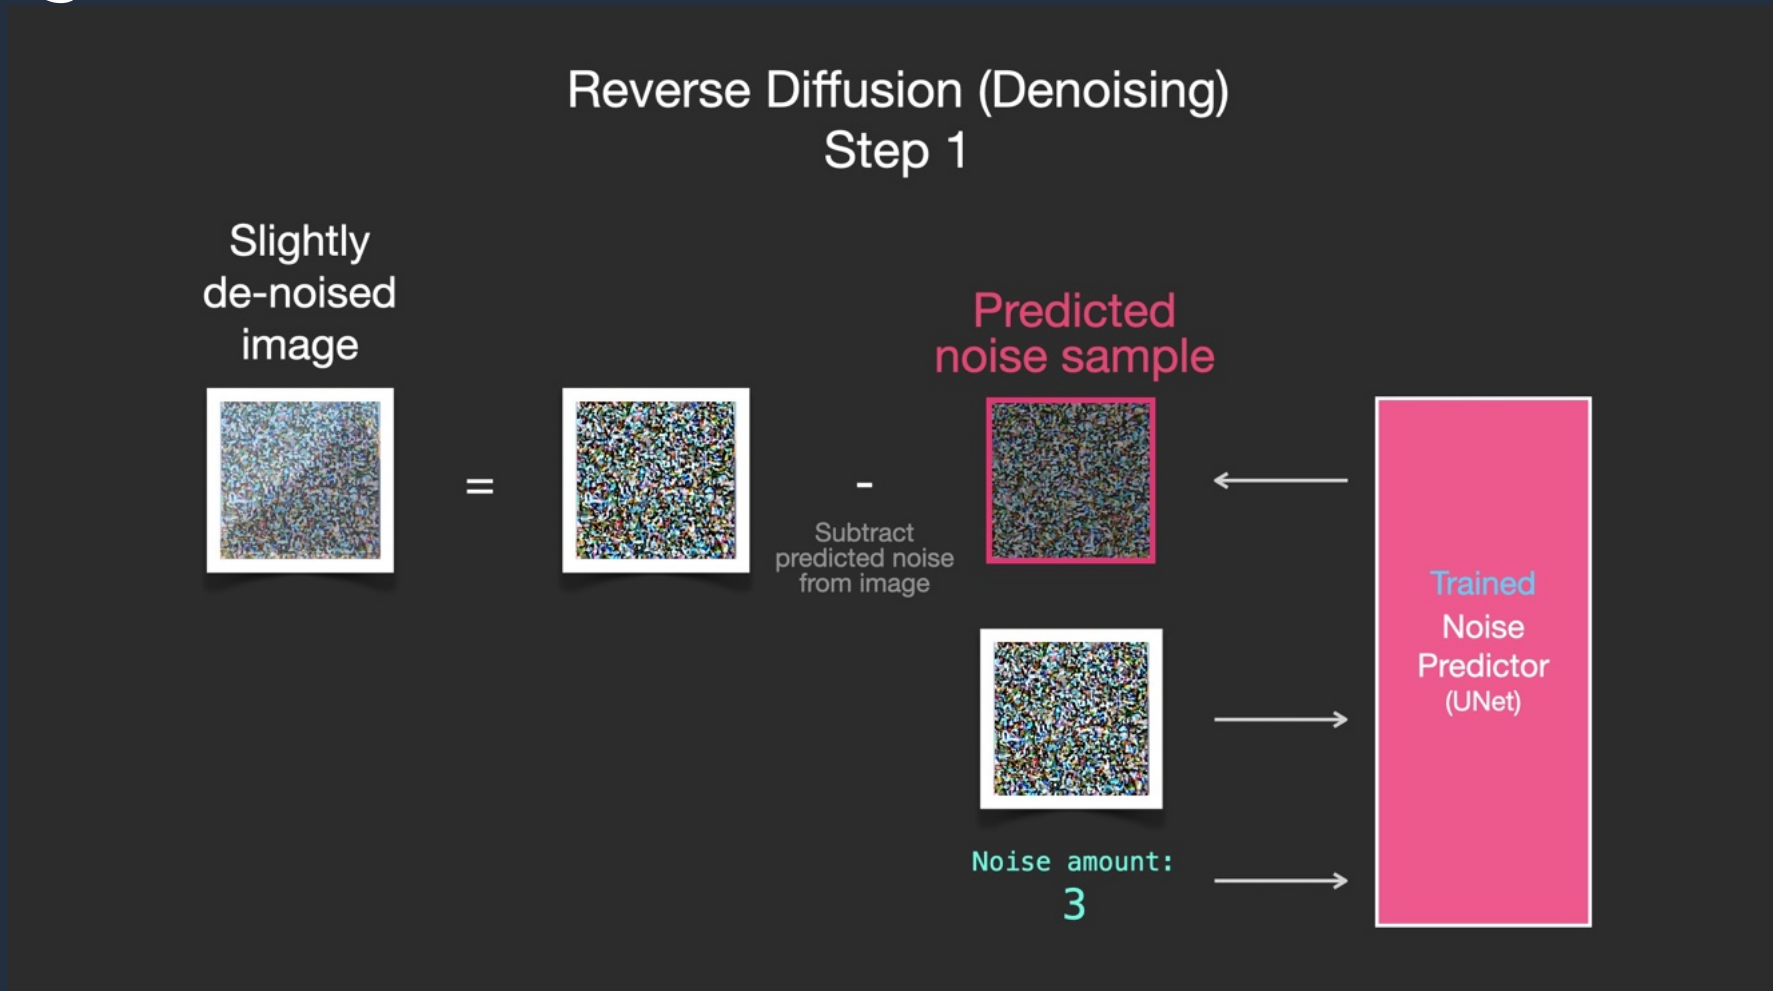 Reverse Diffusion (Denoising)
Step 1
Slightly
de-noised
image
=
-
Subtract
predicted noise
from image
Predicted
noise sample
Noise amount:
3
Trained
Noise
Predictor
(UNet)